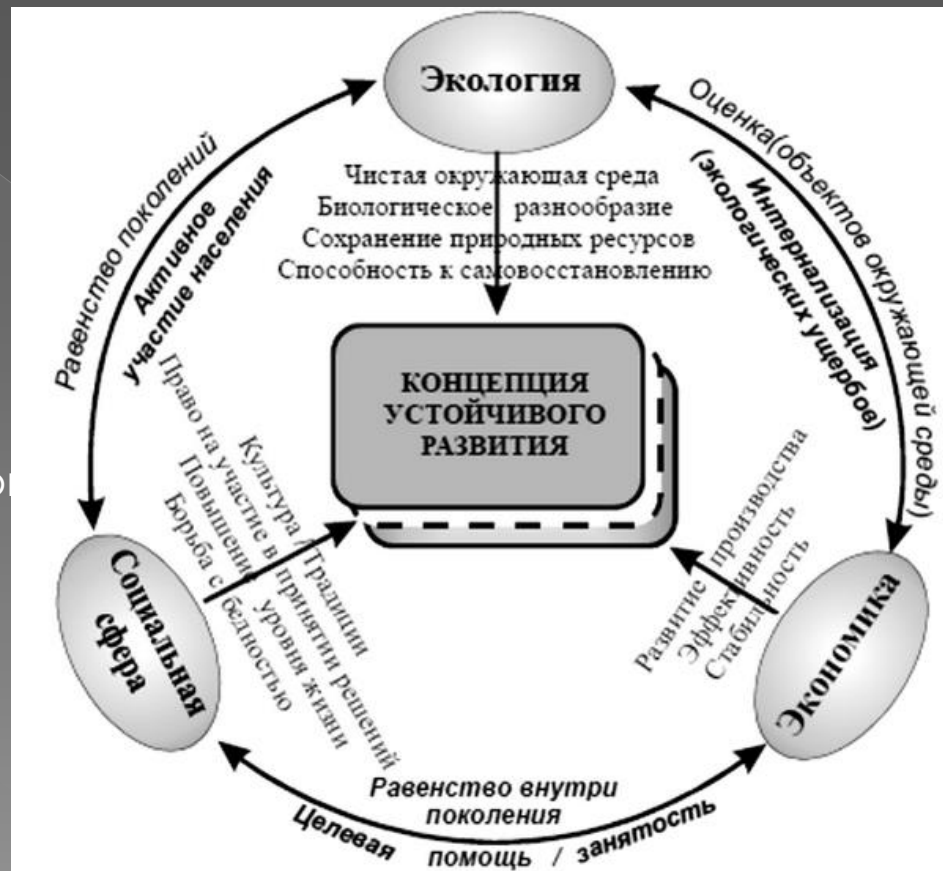 Экология
Равенство поколений
Активное
участие населения
Оценка(объектов окружающей среды)
Интернализация
(экологических ущербов)
Чистая окружающая среда
Биологическое разнообразие
Сохранение природных ресурсов
Способность к самовосстановлению
КОНЦЕПЦИЯ
УСТОЙЧИВОГО
РАЗВИТИЯ
Социальная
сфера
Культура / Традиции
Право на участие в принятии решений
Повышение уровня жизни
Борьба с бедностью
Развитие производства
Эффективность
Стабильность
Экономика
Равенство внутри
поколения
Целевая помощь / занятость